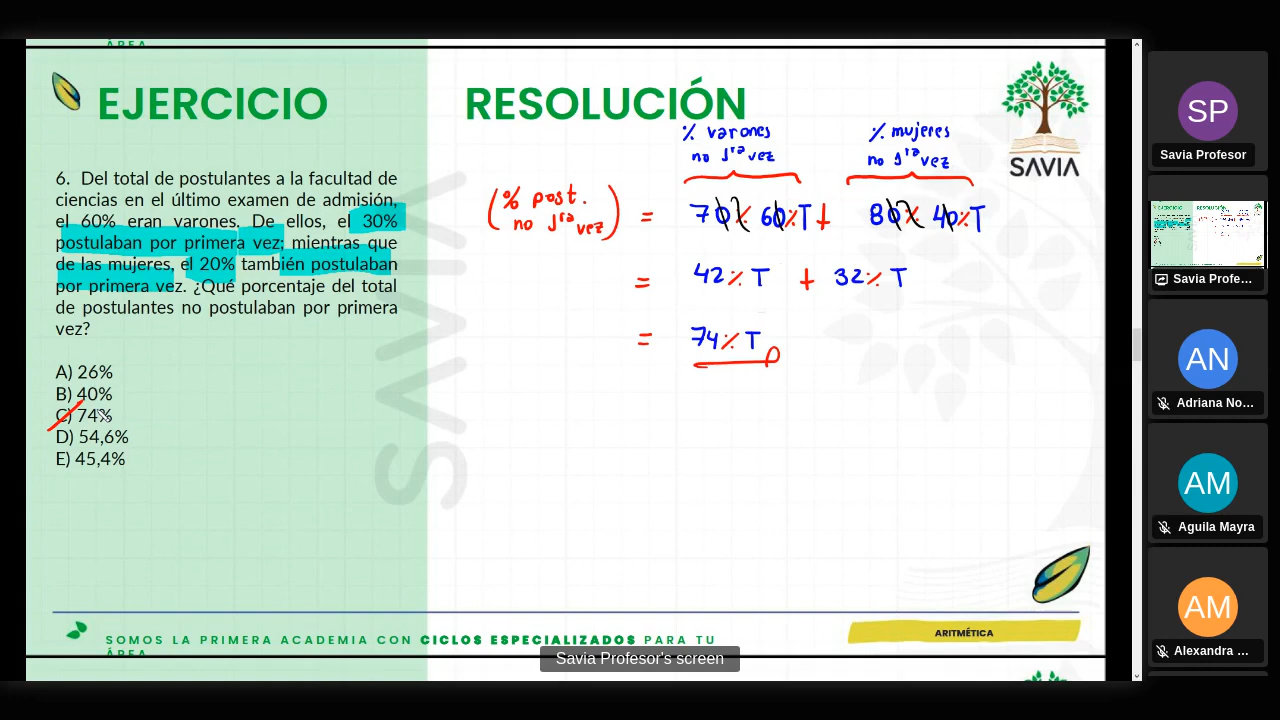 ÁREA
EJERCICIO
RESOLUCIÓN
SAVIA
6. Del total de postulantes a la facultad de
ciencias en el último examen de admisión,
el 60% eran varones. De ellos, el 30%
postulaban por primera vez; mientras que
de las mujeres, el 20% también postulaban
por primera vez. ¿Qué porcentaje del total
de postulantes no postulaban por primera
vez?
A) 26%
B) 40%
C) 74%
D) 54,6%
E) 45,4%
SAVIA
% varones
no 1ra vez
% mujeres
no 1ra vez
(% post.
no 1ra vez) = 70% 60% T + 80% 40% T
= 42% T + 32% T
= 74% T
SOMOS LA PRIMERA ACADEMIA CON CICLOS ESPECIALIZADOS PARA TU
ÁREA
ARITMÉTICA
Savia Profesor's screen
SP
Savia Profesor
Savia Profe...
AN
Adriana No...
AM
Aguila Mayra
AM
Alexandra ...